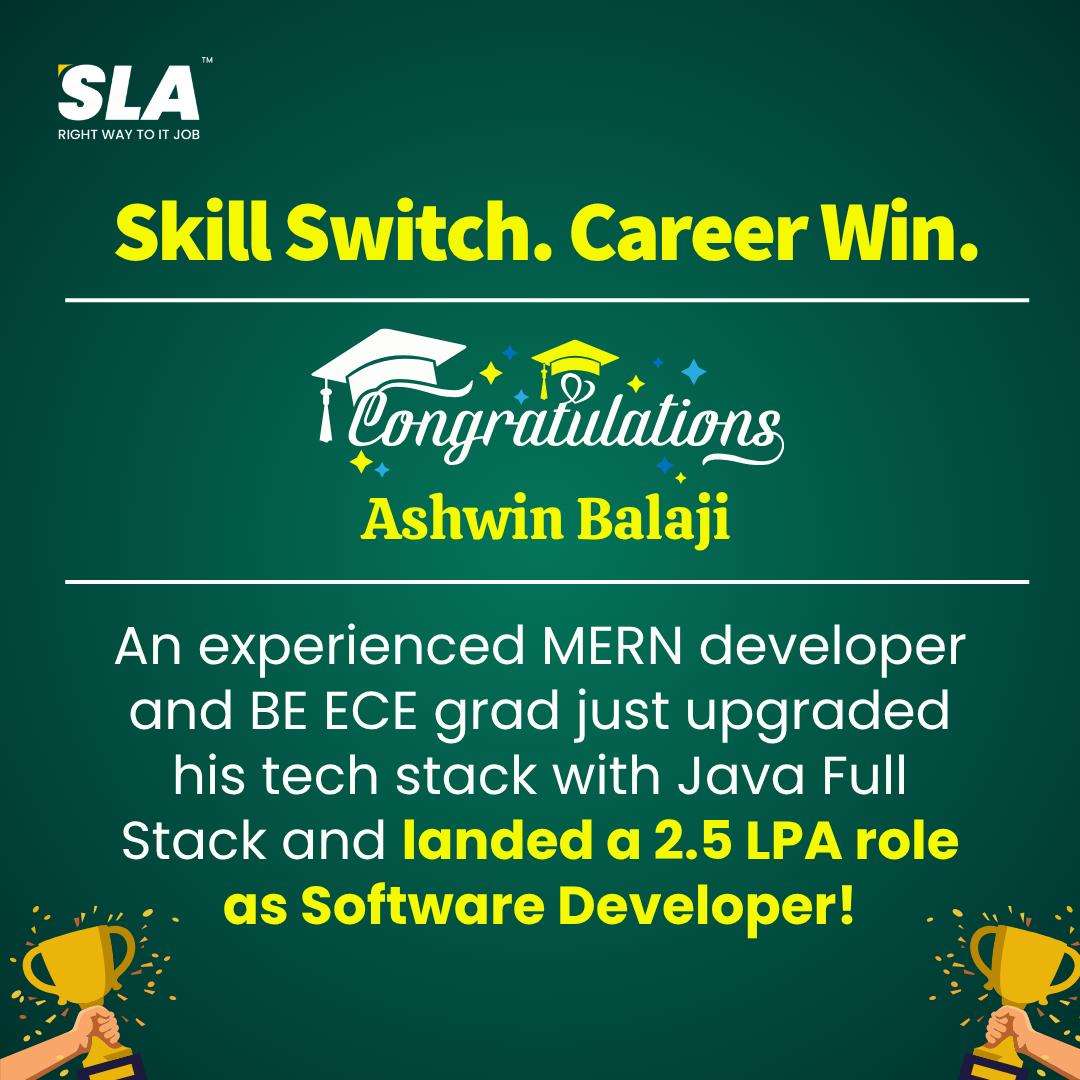 SLA™
RIGHT WAY TO IT JOB
Skill Switch. Career Win.
Congratulations
Ashwin Balaji
An experienced MERN developer
and BE ECE grad just upgraded
his tech stack with Java Full
Stack and landed a 2.5 LPA role
as Software Developer!